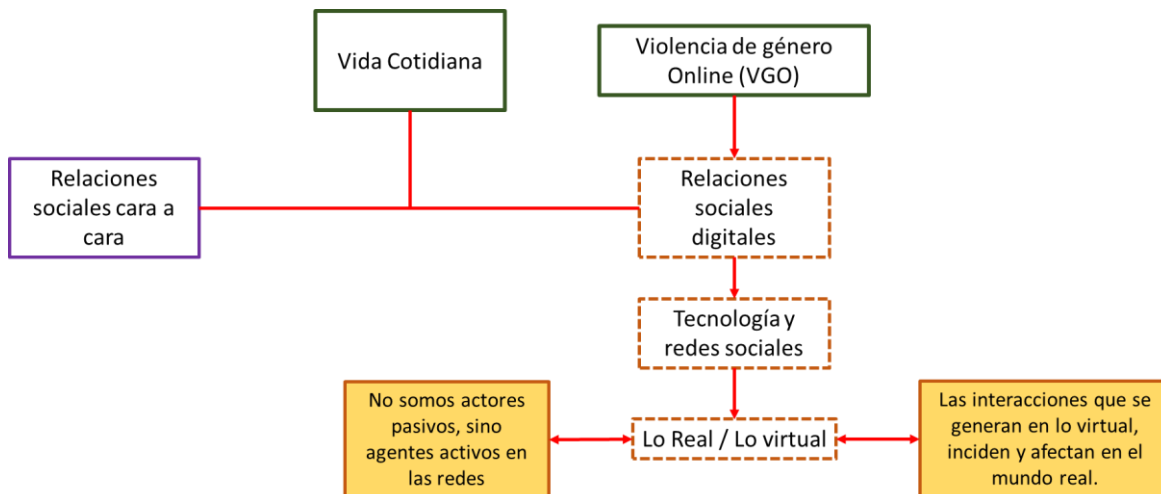 Vida Cotidiana
Violencia de género
Online (VGO)
Relaciones
sociales cara a
cara
Relaciones
sociales
digitales
Tecnología y
redes sociales
No somos actores
pasivos, sino
agentes activos en
las redes
Lo Real / Lo virtual
Las interacciones que se
generan en lo virtual,
inciden y afectan en el
mundo real.